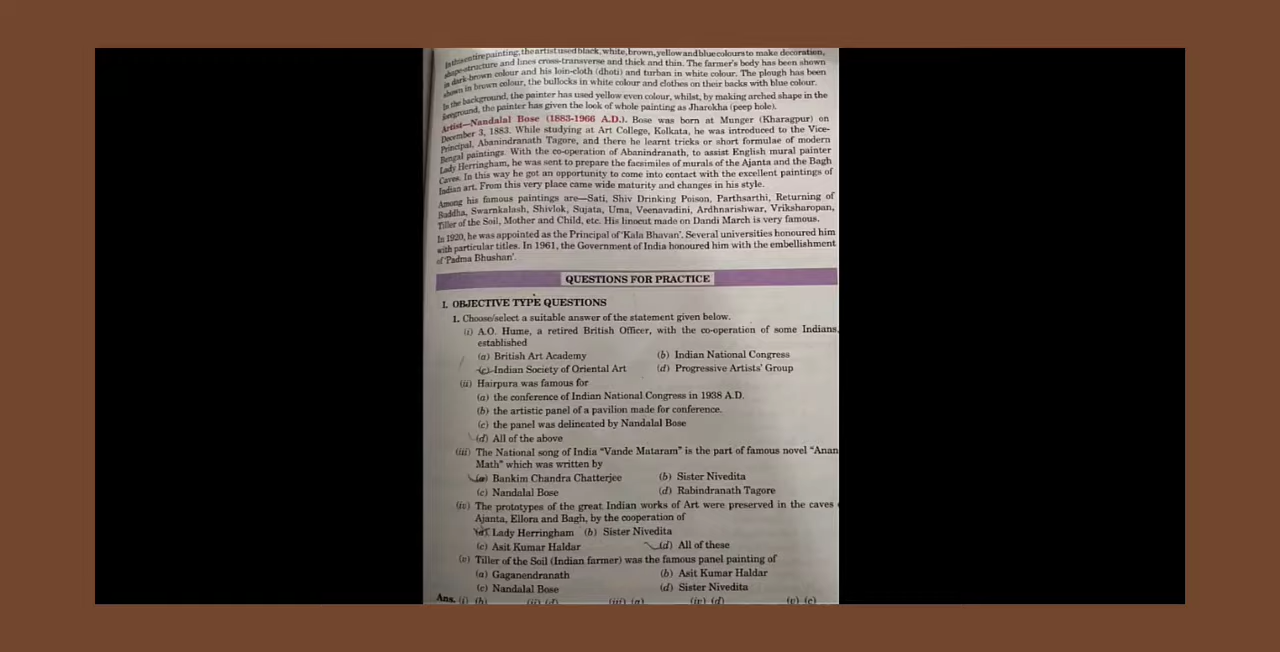 In this entire painting, the artist used black, white, brown, yellow and blue colours to make decoration,
shape-structure and lines cross-transverse and thick and thin. The farmer's body has been shown
in dark-brown colour and his loin-cloth (dhoti) and turban in white colour. The plough has been
shown in brown colour, the bullocks in white colour and clothes on their backs with blue colour.
In the background, the painter has used yellow even colour, whilst, by making arched shape in the
foreground, the painter has given the look of whole painting as Jharokha (peep hole).
Artist—Nandalal Bose (1883-1966 A.D.). Bose was born at Munger (Kharagpur) on
December 3, 1883. While studying at Art College, Kolkata, he was introduced to the Vice-
Principal, Abanindranath Tagore, and there he learnt tricks or short formulae of modern
Bengal paintings. With the co-operation of Abanindranath, to assist English mural painter
Lady Herringham, he was sent to prepare the facsimiles of murals of the Ajanta and the Bagh
Caves. In this way he got an opportunity to come into contact with the excellent paintings of
Indian art. From this very place came wide maturity and changes in his style.
Among his famous paintings are—Sati, Shiv Drinking Poison, Parthsarthi, Returning of
Buddha, Swarnkalash, Shivlok, Sujata, Uma, Veenavadini, Ardhnarishwar, Vriksharopan,
Tiller of the Soil, Mother and Child, etc. His linocut made on Dandi March is very famous.
In 1920, he was appointed as the Principal of 'Kala Bhavan'. Several universities honoured him
with particular titles. In 1961, the Government of India honoured him with the embellishment
of 'Padma Bhushan'.
QUESTIONS FOR PRACTICE
I. OBJECTIVE TYPE QUESTIONS
1. Choose/select a suitable answer of the statement given below.
(i) A.O. Hume, a retired British Officer, with the co-operation of some Indians,
established
(a) British Art Academy (b) Indian National Congress
(c) Indian Society of Oriental Art (d) Progressive Artists' Group
(ii) Hairpura was famous for
(a) the conference of Indian National Congress in 1938 A.D.
(b) the artistic panel of a pavilion made for conference.
(c) the panel was delineated by Nandalal Bose
(d) All of the above
(iii) The National song of India "Vande Mataram" is the part of famous novel "Anan
Math" which was written by
(a) Bankim Chandra Chatterjee (b) Sister Nivedita
(c) Nandalal Bose (d) Rabindranath Tagore
(iv) The prototypes of the great Indian works of Art were preserved in the caves
Ajanta, Ellora and Bagh, by the cooperation of
(a) Lady Herringham (b) Sister Nivedita
(c) Asit Kumar Haldar (d) All of these
(v) Tiller of the Soil (Indian farmer) was the famous panel painting of
(a) Gaganendranath (b) Asit Kumar Haldar
(c) Nandalal Bose (d) Sister Nivedita
Ans. (i) (b) (ii) (d) (iii) (a) (iv) (d) (v) (c)